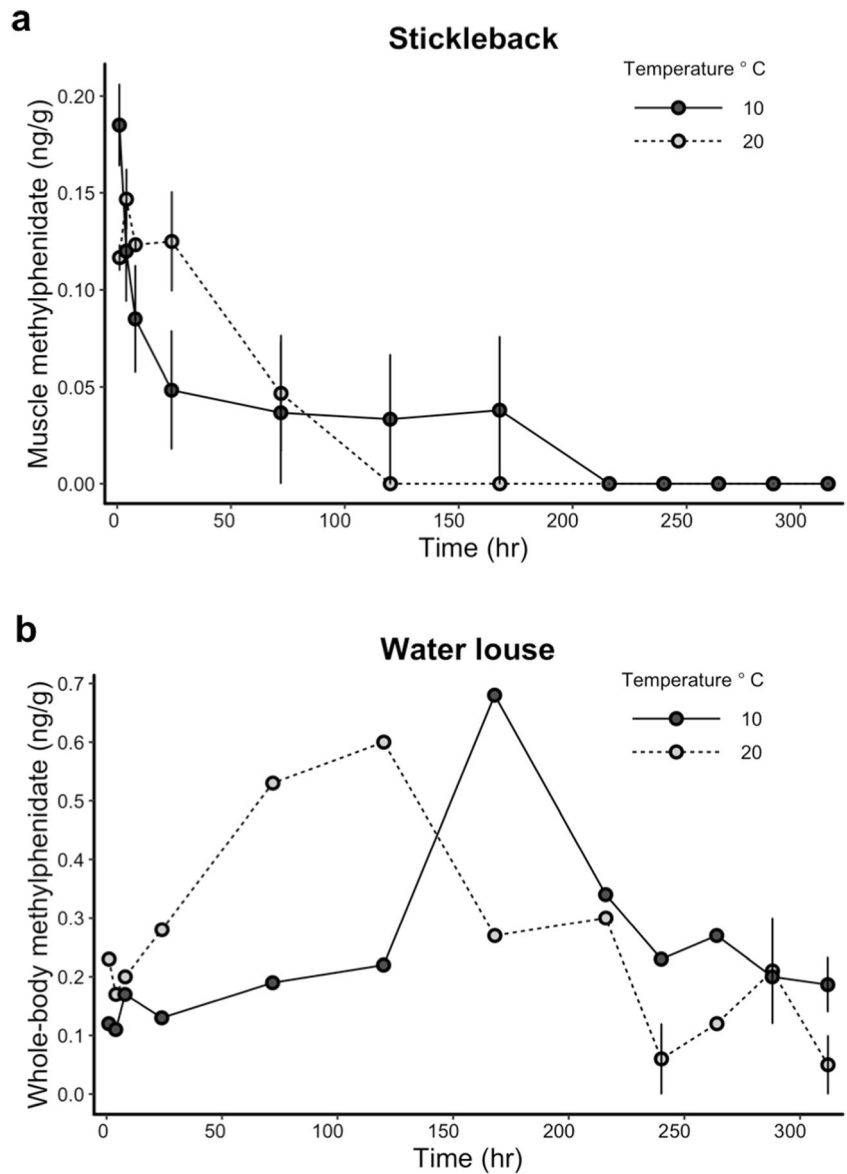 a
Stickleback
Temperature ° C
10
20
Muscle methylphenidate (ng/g)
0.20
0.15
0.10
0.05
0.00
0 50 100 150 200 250 300
Time (hr)
b
Water louse
Temperature ° C
10
20
Whole-body methylphenidate (ng/g)
0.7
0.6
0.5
0.4
0.3
0.2
0.1
0.0
0 50 100 150 200 250 300
Time (hr)